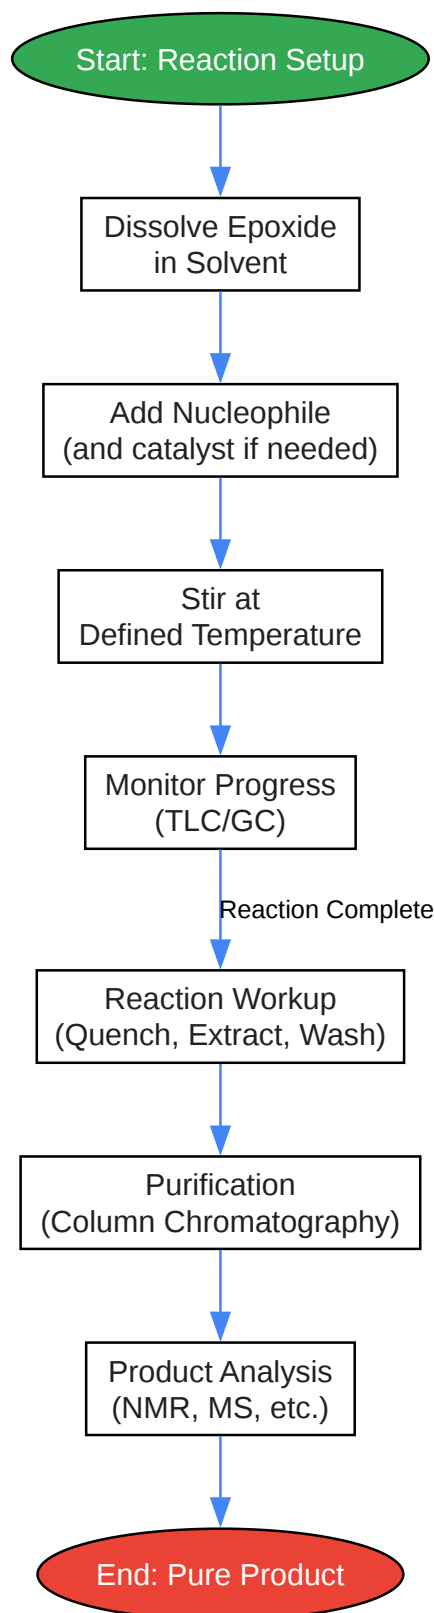 Start: Reaction Setup
Dissolve Epoxide
in Solvent
Add Nucleophile
(and catalyst if needed)
Stir at
Defined Temperature
Monitor Progress
(TLC/GC)
Reaction Complete
Reaction Workup
(Quench, Extract, Wash)
Purification
(Column Chromatography)
Product Analysis
(NMR, MS, etc.)
End: Pure Product